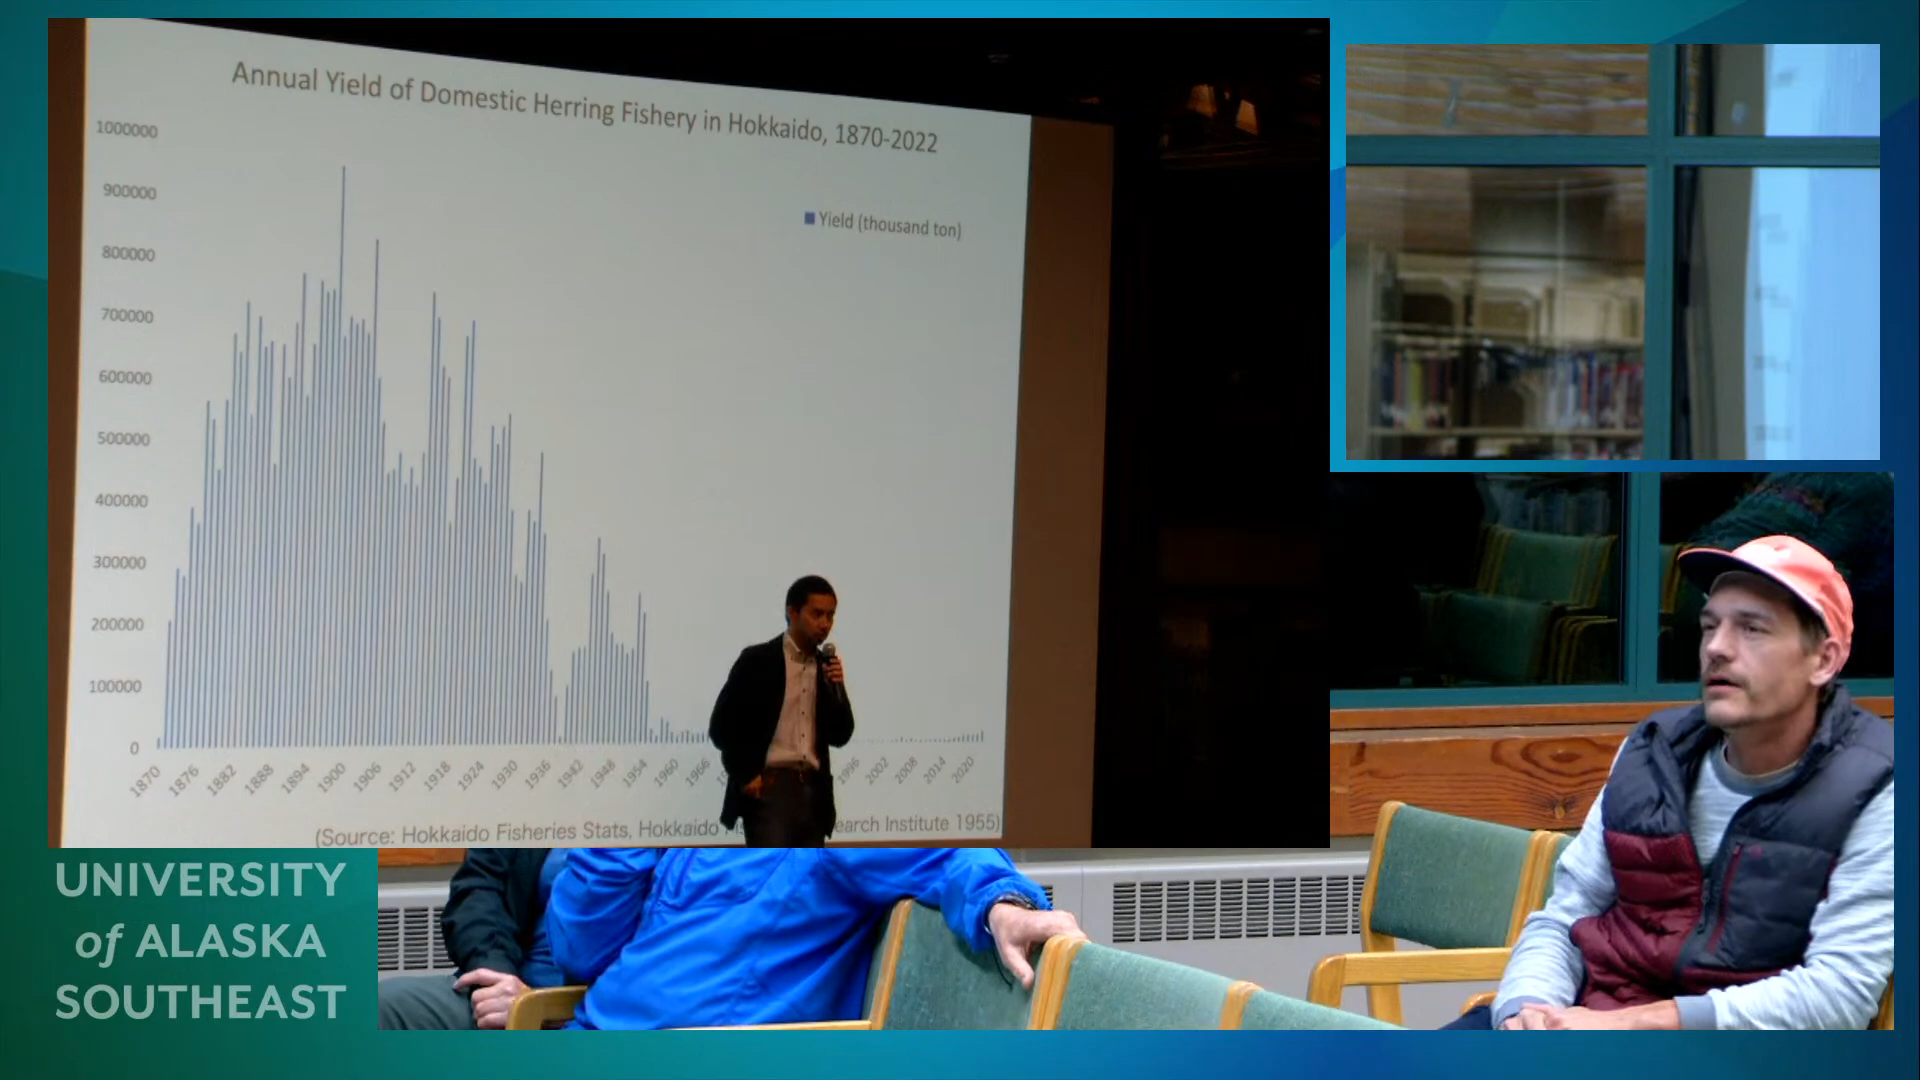 Annual Yield of Domestic Herring Fishery in Hokkaido, 1870-2022
Yield (thousand ton)
1000000
900000
800000
700000
600000
500000
400000
300000
200000
100000
0
1870 1876 1882 1888 1894 1900 1906 1912 1918 1924 1930 1936 1942 1948 1954 1960 1966 1996 2002 2008 2014 2020
(Source: Hokkaido Fisheries Stats, Hokkaido Institute 1955)
UNIVERSITY
of ALASKA
SOUTHEAST